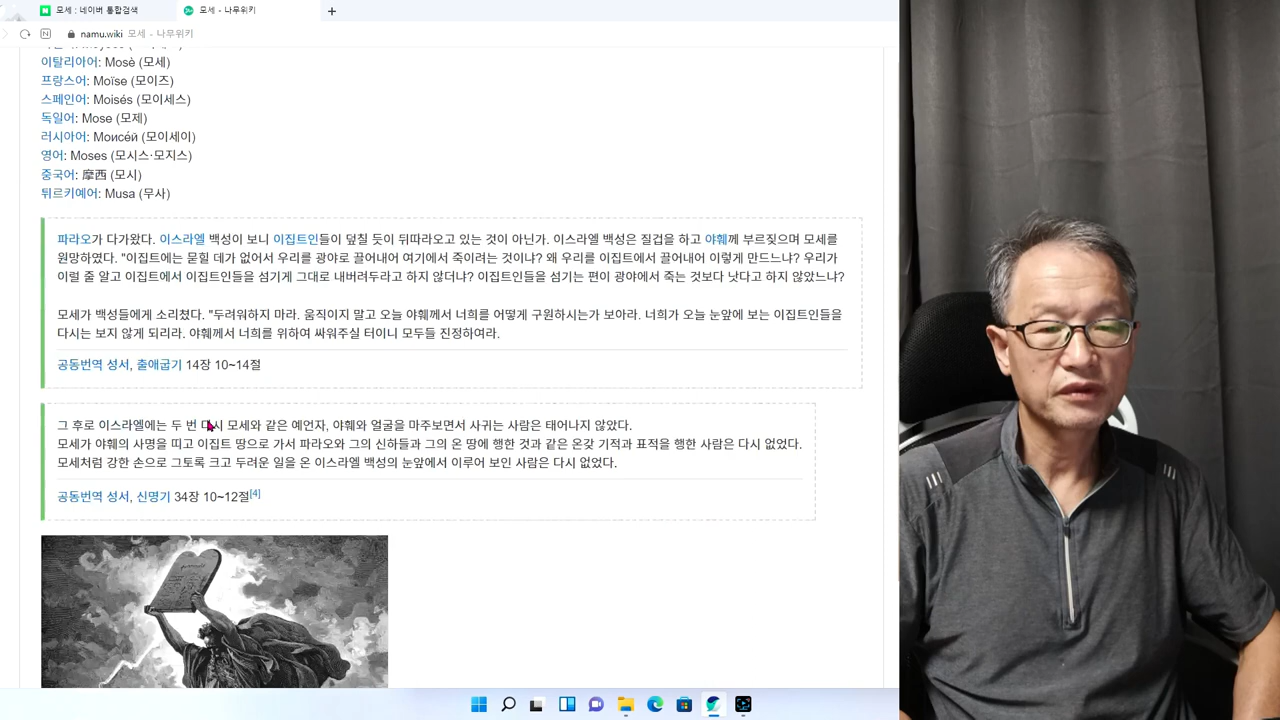 모세 : 네이버 통합검색
모세 - 나무위키
namu.wiki 모세 - 나무위키
이탈리아어: Mosè (모세)
프랑스어: Moïse (모이즈)
스페인어: Moisés (모이세스)
독일어: Mose (모제)
러시아어: Моисе́й (모이세이)
영어: Moses (모시스·모지스)
중국어: 摩西 (모시)
튀르키예어: Musa (무사)
파라오가 다가왔다. 이스라엘 백성이 보니 이집트인들이 덮칠 듯이 뒤따라오고 있는 것이 아닌가. 이스라엘 백성은 질겁을 하고 야훼께 부르짖으며 모세를
원망하였다. "이집트에는 묻힐 데가 없어서 우리를 광야로 끌어내어 여기에서 죽이려는 것이냐? 왜 우리를 이집트에서 끌어내어 이렇게 만드느냐? 우리가
이럴 줄 알고 이집트에서 이집트인들을 섬기게 그대로 내버려두라고 하지 않더냐? 이집트인들을 섬기는 편이 광야에서 죽는 것보다 낫다고 하지 않았느냐?
모세가 백성들에게 소리쳤다. "두려워하지 마라. 움직이지 말고 오늘 야훼께서 너희를 어떻게 구원하시는가 보아라. 너희가 오늘 눈앞에 보는 이집트인들을
다시는 보지 않게 되리라. 야훼께서 너희를 위하여 싸워주실 터이니 모두들 진정하여라.
공동번역 성서, 출애굽기 14장 10~14절
그 후로 이스라엘에는 두 번 다시 모세와 같은 예언자, 야훼와 얼굴을 마주보면서 사귀는 사람은 태어나지 않았다.
모세가 야훼의 사명을 띠고 이집트 땅으로 가서 파라오와 그의 신하들과 그의 온 땅에 행한 것과 같은 온갖 기적과 표적을 행한 사람은 다시 없었다.
모세처럼 강한 손으로 그토록 크고 두려운 일을 온 이스라엘 백성의 눈앞에서 이루어 보인 사람은 다시 없었다.
공동번역 성서, 신명기 34장 10~12절[4]